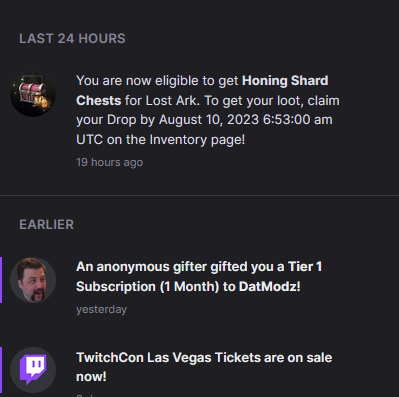 LAST 24 HOURS
You are now eligible to get Honing Shard
Chests for Lost Ark. To get your loot, claim
your Drop by August 10, 2023 6:53:00 am
UTC on the Inventory page!
19 hours ago
EARLIER
An anonymous gifter gifted you a Tier 1
Subscription (1 Month) to DatModz!
yesterday
TwitchCon Las Vegas Tickets are on sale
now!